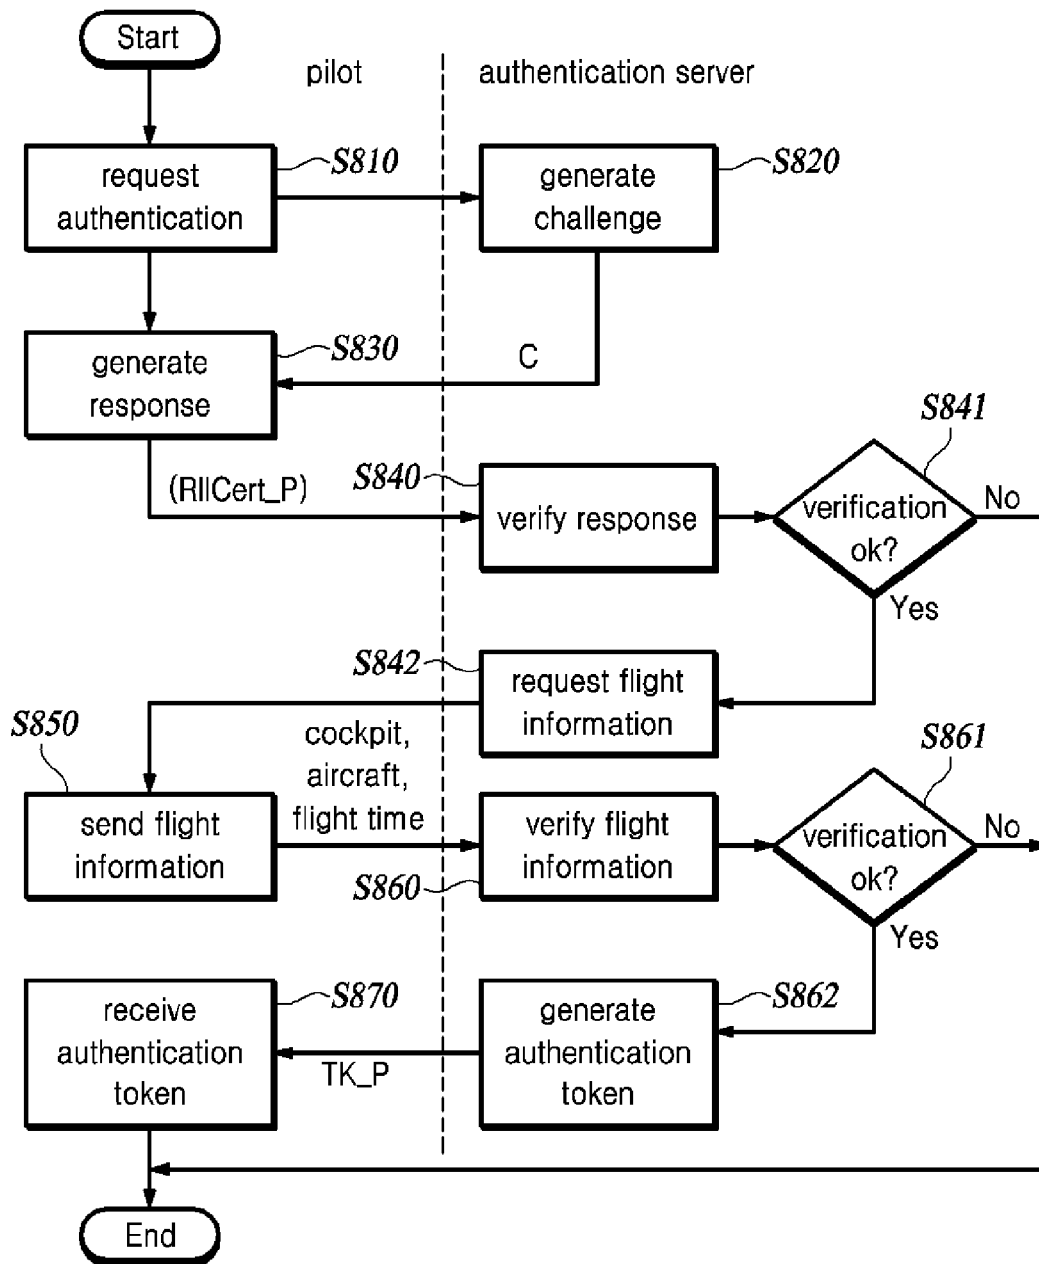 Start
pilot
authentication server
request
authentication
S810
generate
challenge
S820
generate
response
S830
C
(RIICert_P)
S840
verify response
S841
verification
ok?
No
Yes
S842
request flight
information
S850
send flight
information
cockpit,
aircraft,
flight time
S860
verify flight
information
S861
verification
ok?
No
Yes
receive
authentication
token
S870
TK_P
generate
authentication
token
S862
End